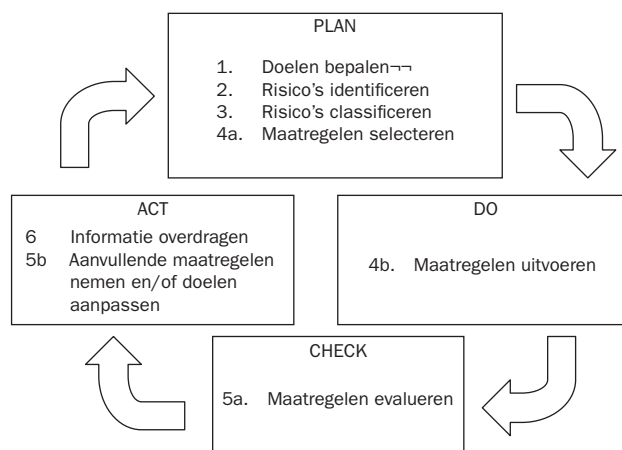 PLAN
1. Doelen bepalen¬¬
2. Risico's identificeren
3. Risico's classificeren
4a. Maatregelen selecteren
ACT
6 Informatie overdragen
5b Aanvullende maatregelen
nemen en/of doelen
aanpassen
DO
4b. Maatregelen uitvoeren
CHECK
5a. Maatregelen evalueren